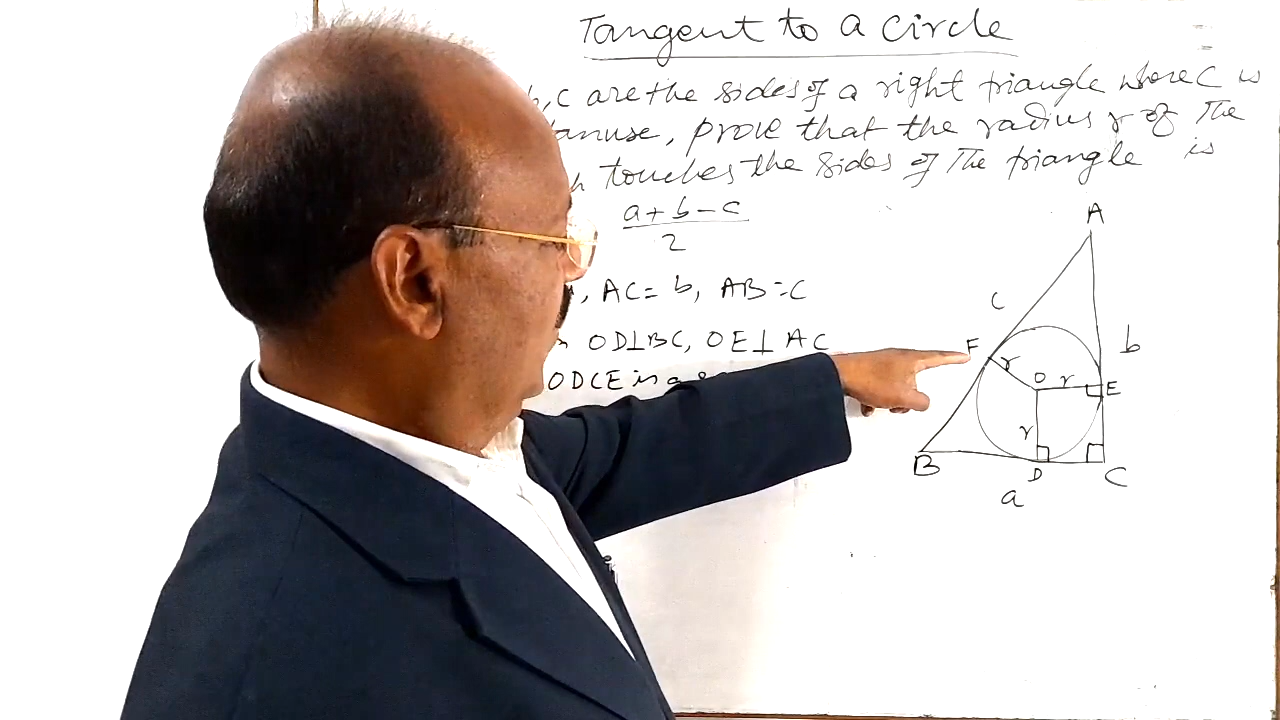 Tangent to a circle
b, c are the sides of a right triangle where c is
tanuse, prove that the radius r of the
touches the sides of the triangle is
a+b-c
2
, AC= b, AB=C
OD⊥BC, OE⊥AC
ODCE is a
A
c
b
F
r
O
r
E
r
B
D
C
a